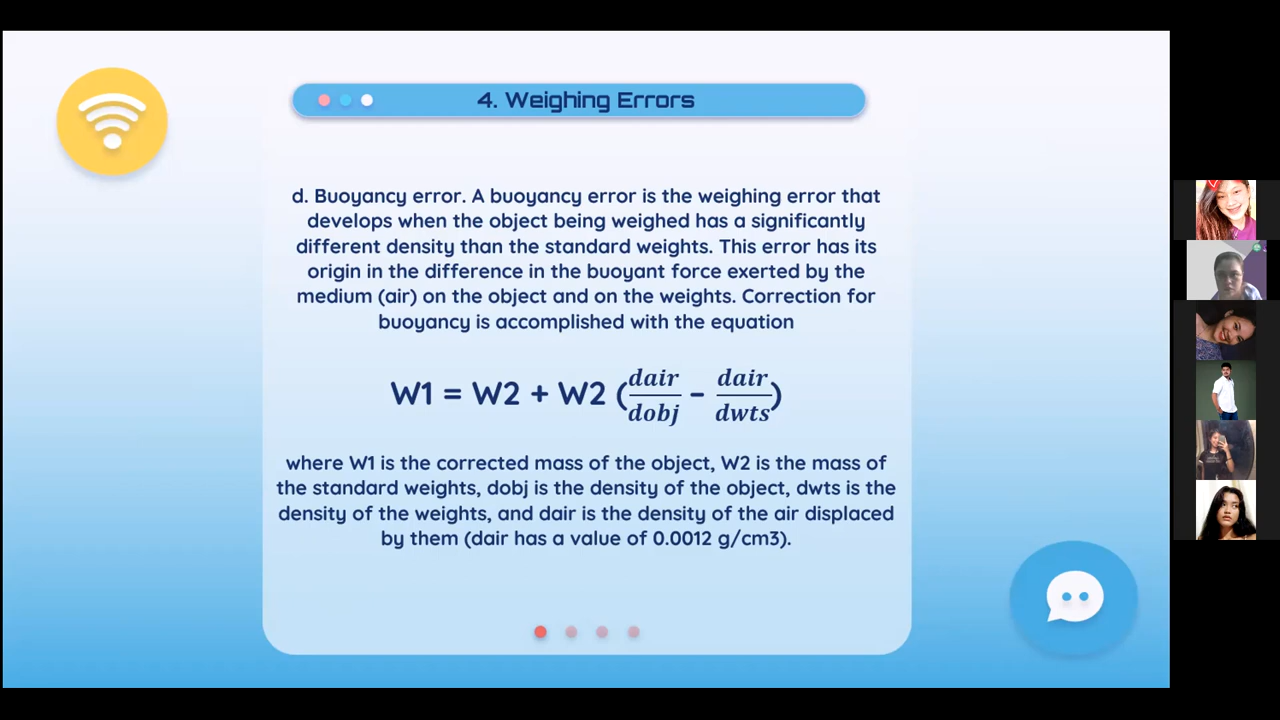 4. Weighing Errors
d. Buoyancy error. A buoyancy error is the weighing error that
develops when the object being weighed has a significantly
different density than the standard weights. This error has its
origin in the difference in the buoyant force exerted by the
medium (air) on the object and on the weights. Correction for
buoyancy is accomplished with the equation
W1 = W2 + W2 (dair/dobj - dair/dwts)
where W1 is the corrected mass of the object, W2 is the mass of
the standard weights, dobj is the density of the object, dwts is the
density of the weights, and dair is the density of the air displaced
by them (dair has a value of 0.0012 g/cm3).